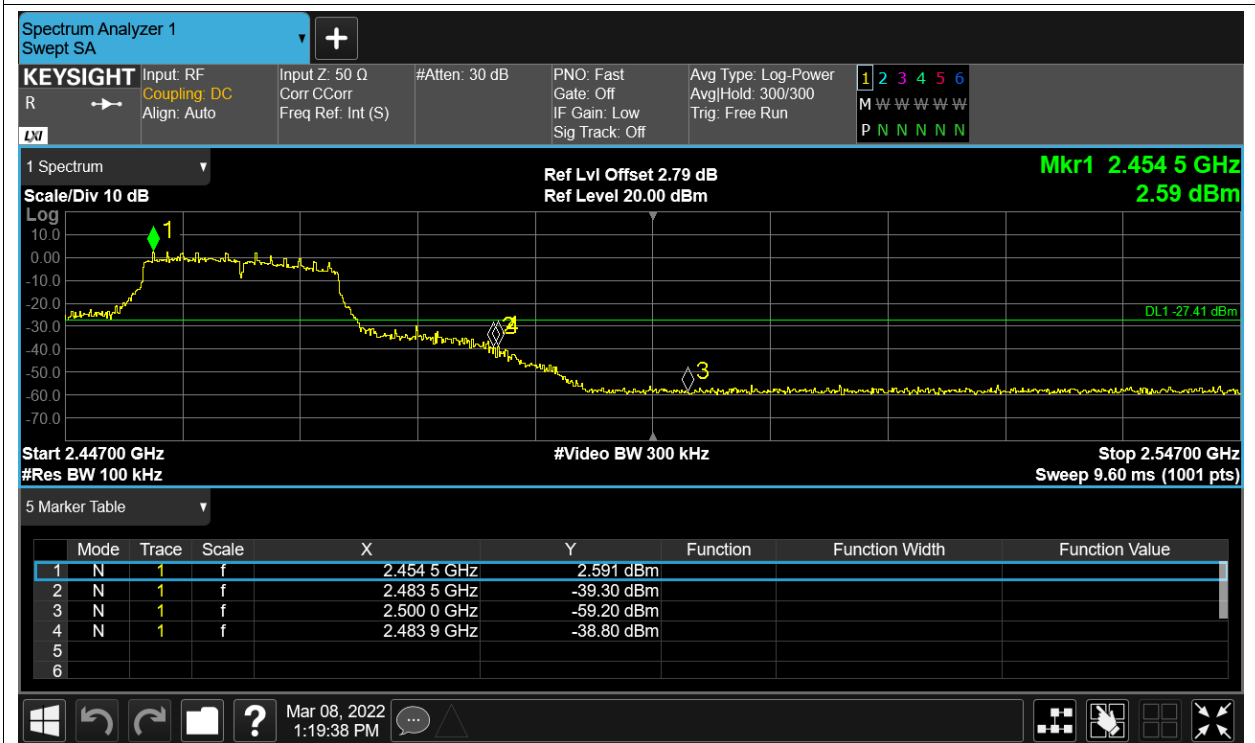 Spectrum Analyzer 1
Swept SA
KEYSIGHT
R
LXI
Input: RF
Coupling: DC
Align: Auto
Input Z: 50 Ω
Corr CCorr
Freq Ref: Int (S)
#Atten: 30 dB
PNO: Fast
Gate: Off
IF Gain: Low
Sig Track: Off
Avg Type: Log-Power
Avg|Hold: 300/300
Trig: Free Run
1 2 3 4 5 6
M W W W W W
P N N N N N
1 Spectrum
Scale/Div 10 dB
Ref Lvl Offset 2.79 dB
Ref Level 20.00 dBm
Mkr1 2.454 5 GHz
2.59 dBm
Log
10.0
0.00
-10.0
-20.0
-30.0
-40.0
-50.0
-60.0
-70.0
1
3
DL1 -27.41 dBm
Start 2.44700 GHz
#Res BW 100 kHz
#Video BW 300 kHz
Stop 2.54700 GHz
Sweep 9.60 ms (1001 pts)
5 Marker Table
Mode Trace Scale X Y Function Function Width Function Value
1 N 1 f 2.454 5 GHz 2.591 dBm
2 N 1 f 2.483 5 GHz -39.30 dBm
3 N 1 f 2.500 0 GHz -59.20 dBm
4 N 1 f 2.483 9 GHz -38.80 dBm
5
6
?
Mar 08, 2022
1:19:38 PM